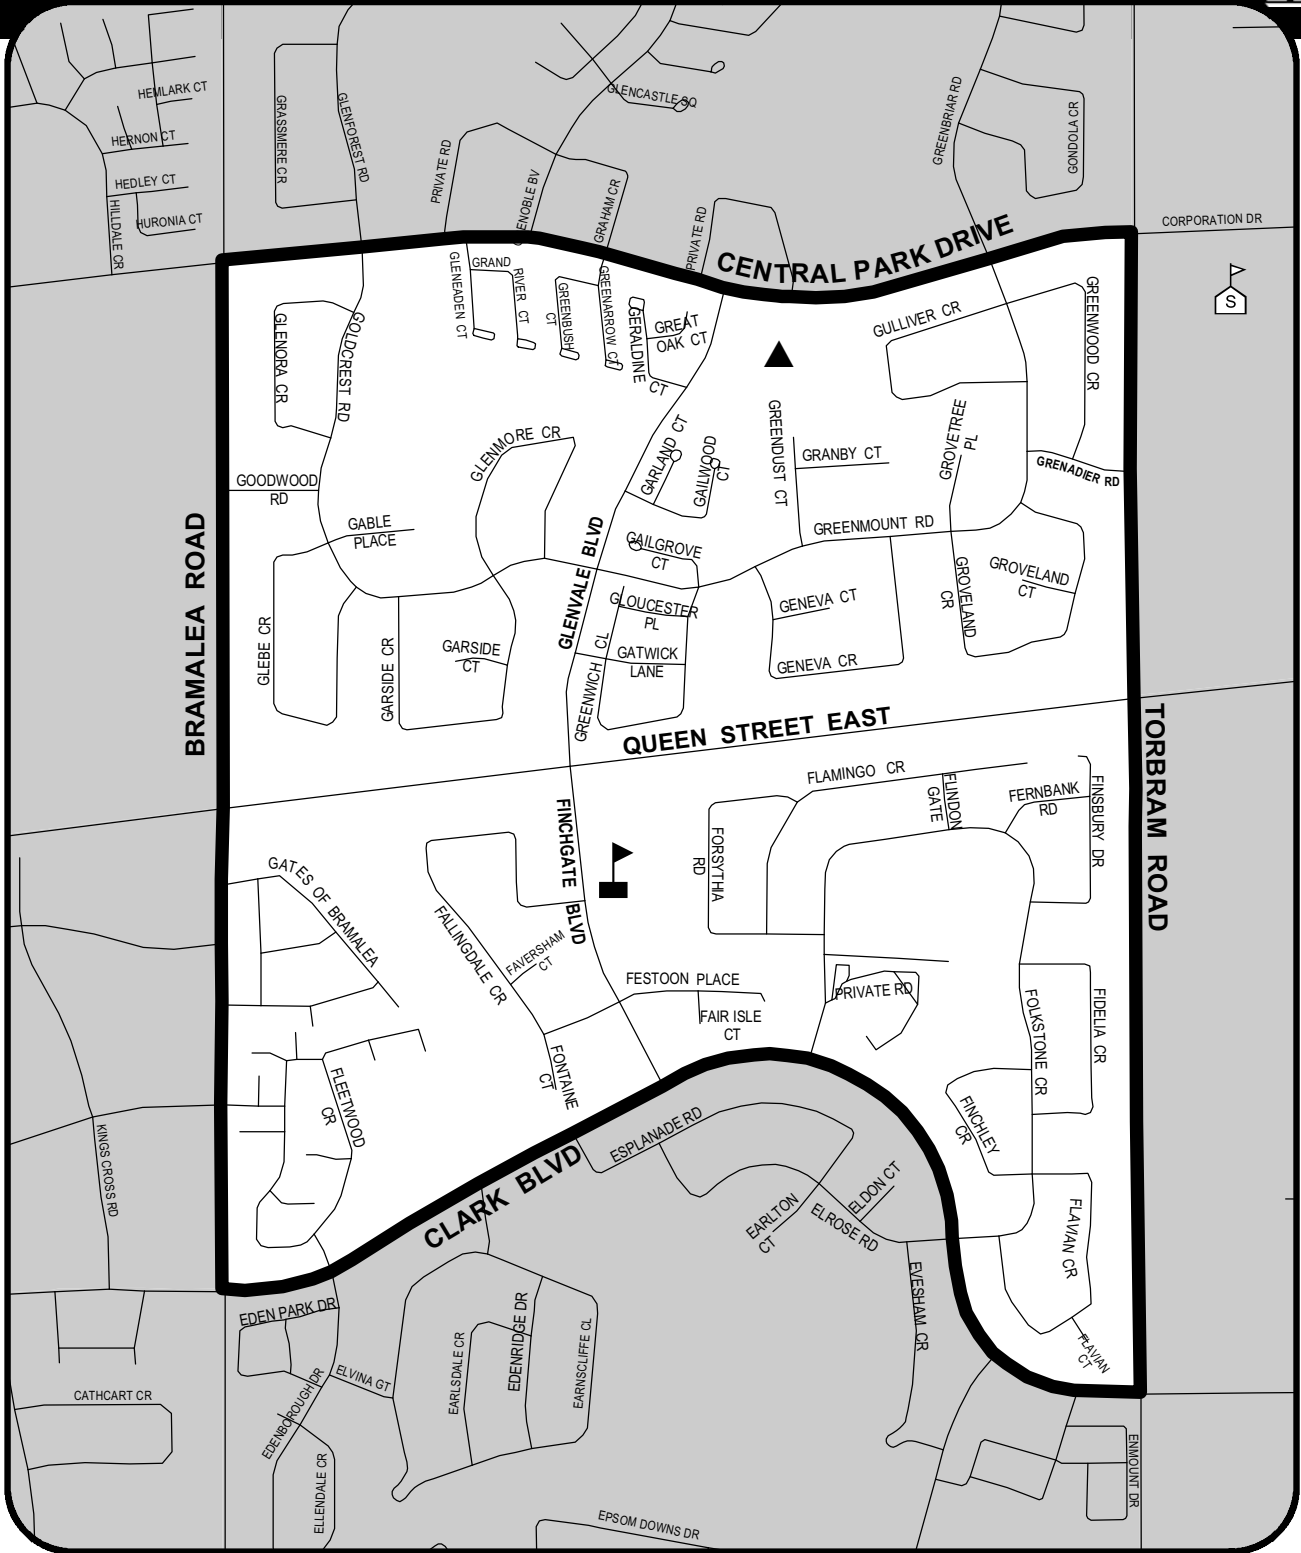 HEMLARK CT
HERNON CT
HEDLEY CT
HURONIA CT
HILLDALE CR
GRASSMERE CR
GLENFOREST RD
PRIVATE RD
ENOBLE BV
GRAHAM CR
GLENCASTLE SQ
PRIVATE RD
GREENBRIAR RD
GONDOLA CR
CORPORATION DR
S
CENTRAL PARK DRIVE
GLENEADEN CT
GRAND
RIVER CT
GREENBUSH
CT
GREENARROW CT
GERALDINE
CT
GREAT
OAK CT
GULLIVER CR
GREENWOOD CR
GLENORA CR
GOLDCREST RD
GLENMORE CR
GARLAND CT
GAILWOOD
CT
GREENDUST CT
GRANBY CT
GROVETREE
PL
GRENADIER RD
GOODWOOD
RD
GABLE
PLACE
GREENMOUNT RD
GLENVALE BLVD
GAILGROVE
CT
GROVELAND
CR
GROVELAND
CT
GLOUCESTER
PL
GENEVA CT
GENEVA CR
GATWICK
LANE
GREENWICH CL
GLEBE CR
GARSIDE CR
GARSIDE
CT
BRAMALEA ROAD
QUEEN STREET EAST
TORBRAM ROAD
FLAMINGO CR
FLINDON
GATE
FERNBANK
RD
FINSBURY DR
FORSYTHIA
RD
FINCHGATE BLVD
GATES OF BRAMALEA
FALLINGDALE CR
FAVERSHAM
CT
FESTOON PLACE
FAIR ISLE
CT
PRIVATE RD
FOLKSTONE CR
FIDELIA CR
FONTAINE
CT
FLEETWOOD
CR
FINCHLEY
CR
KINGS CROSS RD
CLARK BLVD
ESPLANADE RD
EARLTON
CT
ELDON CT
ELROSE RD
EVESHAM CR
FLAVIAN CR
FLAVIAN
CT
EDEN PARK DR
ELVINA GT
EDENBOROUGH DR
EARLSDALE CR
EDENRIDGE DR
EARNSCLIFFE CL
CATHCART CR
ELLENDALE CR
EPSOM DOWNS DR
ENMOUNT DR